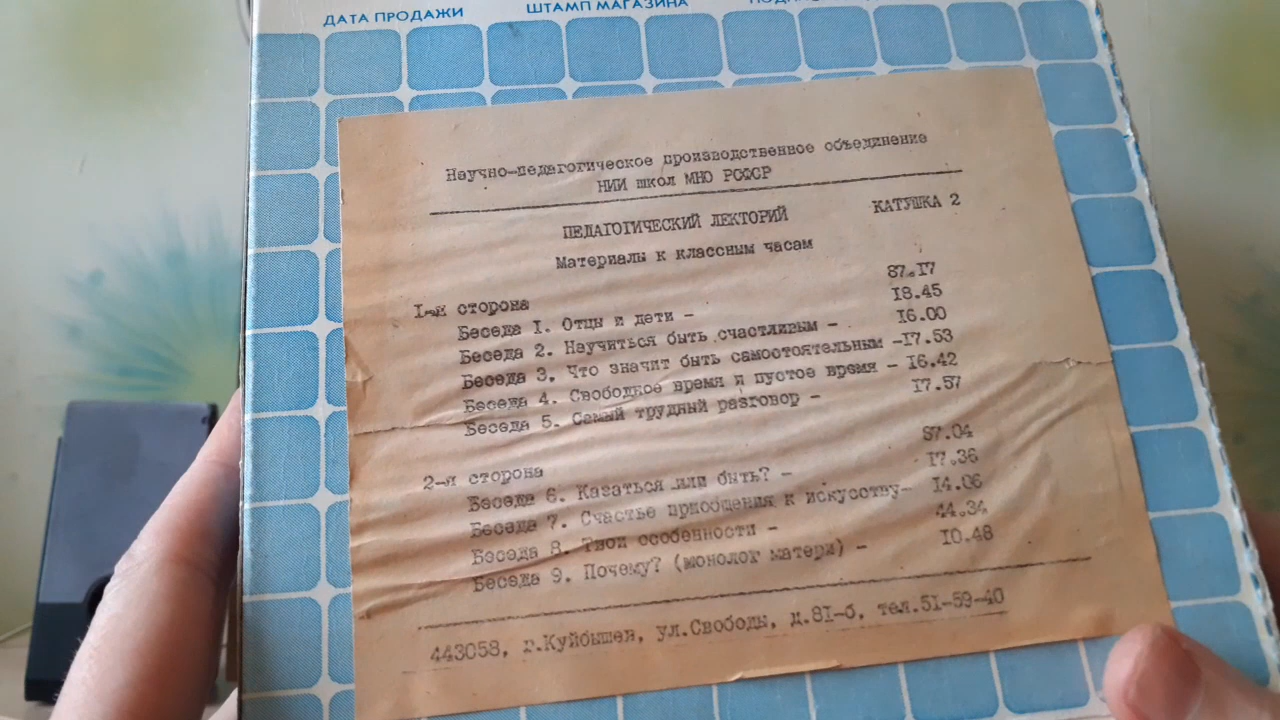 ДАТА ПРОДАЖИ ШТАМП МАГАЗИНА
Научно-педагогическое производственное объединение
НИИ школ МНО РСФСР
ПЕДАГОГИЧЕСКИЙ ЛЕКТОРИЙ КАТУШКА 2
Материалы к классным часам
I-я сторона 87.17
Беседа I. Отцы и дети - 18.45
Беседа 2. Научиться быть счастливым - 16.00
Беседа 3. Что значит быть самостоятельным -17.53
Беседа 4. Свободное время и пустое время - 16.42
Беседа 5. Самый трудный разговор - 17.57
2-я сторона 87.04
Беседа 6. Казаться или быть? - 17.36
Беседа 7. Счастье приобщения к искусству- 14.06
Беседа 8. Твои особенности - 44.34
Беседа 9. Почему? (монолог матери) - 10.48
443058, г.Куйбышев, ул.Свободы, д.81-б, тел.51-59-40